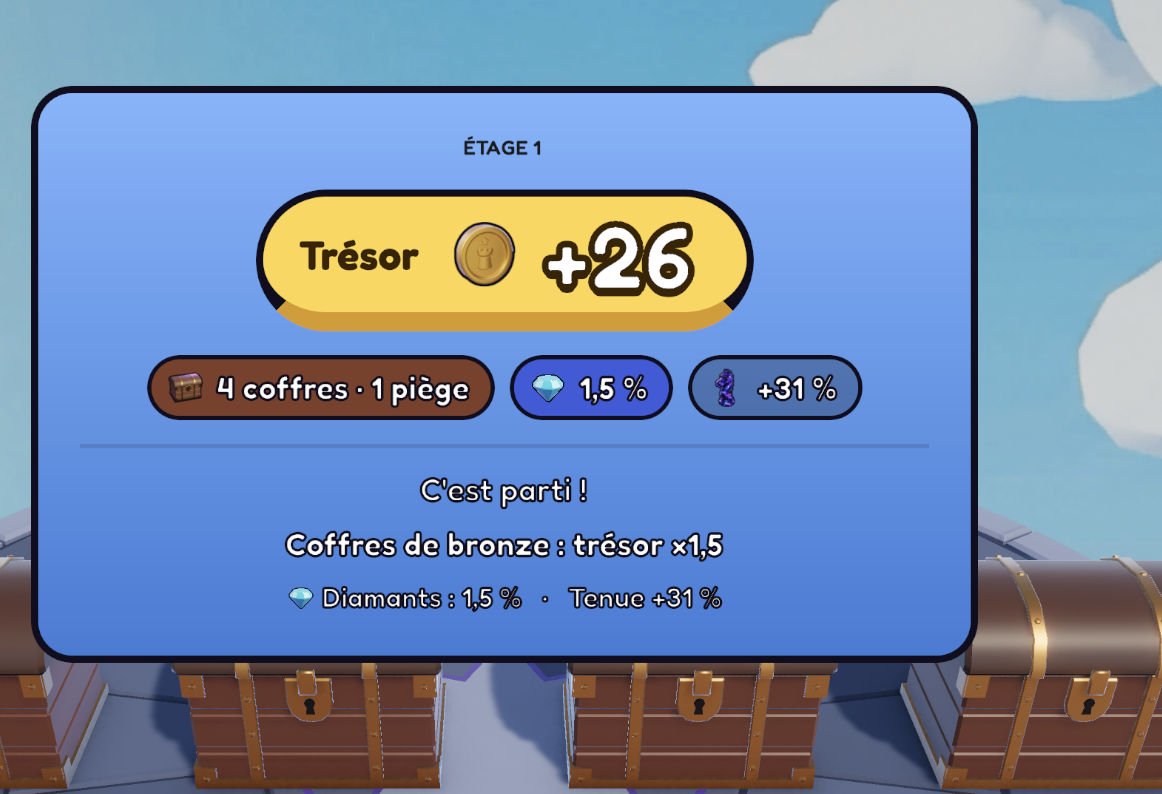 ÉTAGE 1
Trésor +26
4 coffres · 1 piège 1,5 % +31 %
C'est parti !
Coffres de bronze : trésor ×1,5
Diamants : 1,5 % · Tenue +31 %